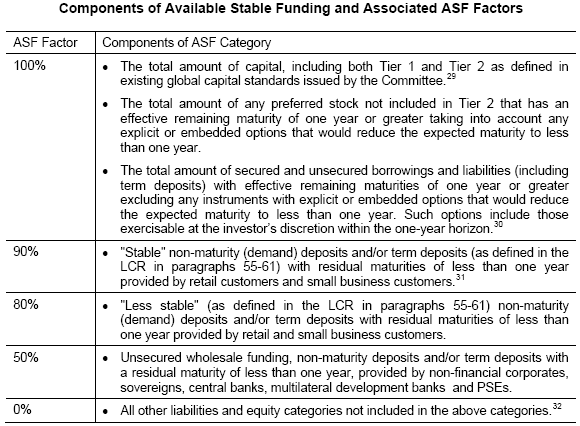 Components of Available Stable Funding and Associated ASF Factors
ASF Factor Components of ASF Category
100% • The total amount of capital, including both Tier 1 and Tier 2 as defined in
existing global capital standards issued by the Committee.29
• The total amount of any preferred stock not included in Tier 2 that has an
effective remaining maturity of one year or greater taking into account any
explicit or embedded options that would reduce the expected maturity to less
than one year.
• The total amount of secured and unsecured borrowings and liabilities (including
term deposits) with effective remaining maturities of one year or greater
excluding any instruments with explicit or embedded options that would reduce
the expected maturity to less than one year. Such options include those
exercisable at the investor's discretion within the one-year horizon.30
90% • "Stable" non-maturity (demand) deposits and/or term deposits (as defined in the
LCR in paragraphs 55-61) with residual maturities of less than one year
provided by retail customers and small business customers.31
80% • "Less stable" (as defined in the LCR in paragraphs 55-61) non-maturity
(demand) deposits and/or term deposits with residual maturities of less than
one year provided by retail and small business customers.
50% • Unsecured wholesale funding, non-maturity deposits and/or term deposits with
a residual maturity of less than one year, provided by non-financial corporates,
sovereigns, central banks, multilateral development banks and PSEs.
0% • All other liabilities and equity categories not included in the above categories.32